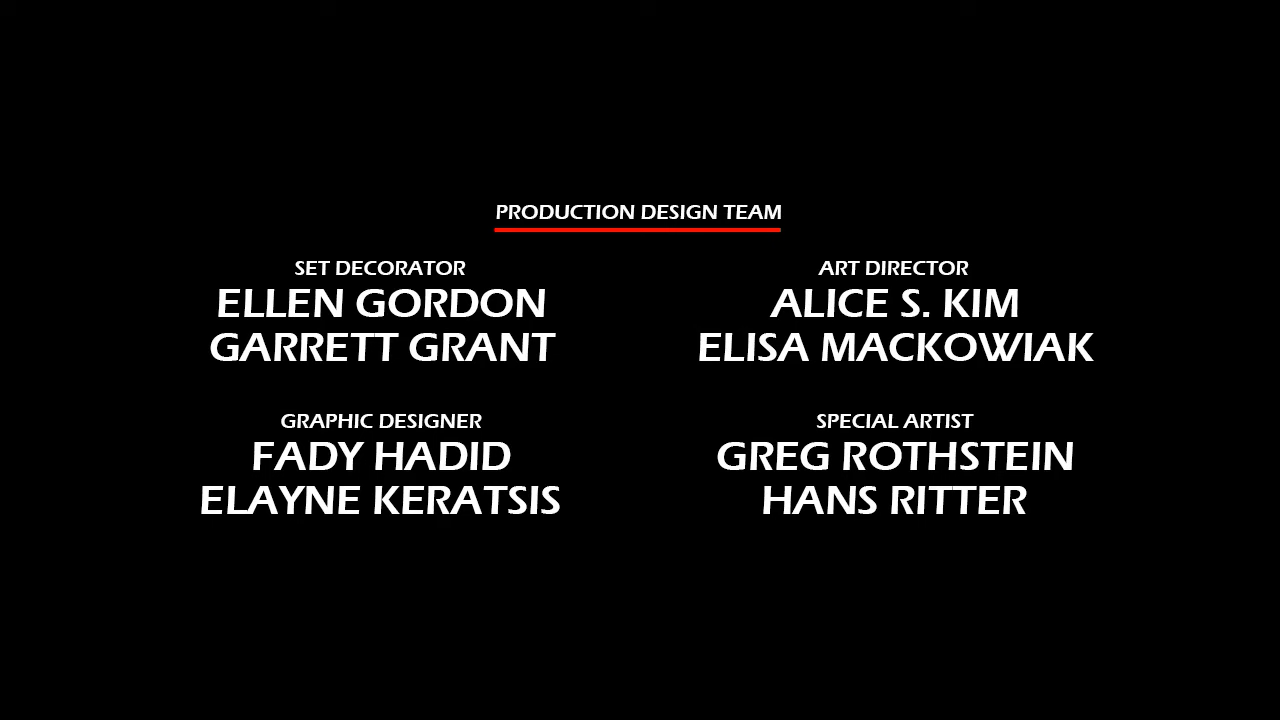 PRODUCTION DESIGN TEAM
SET DECORATOR
ELLEN GORDON
GARRETT GRANT
ART DIRECTOR
ALICE S. KIM
ELISA MACKOWIAK
GRAPHIC DESIGNER
FADY HADID
ELAYNE KERATSIS
SPECIAL ARTIST
GREG ROTHSTEIN
HANS RITTER